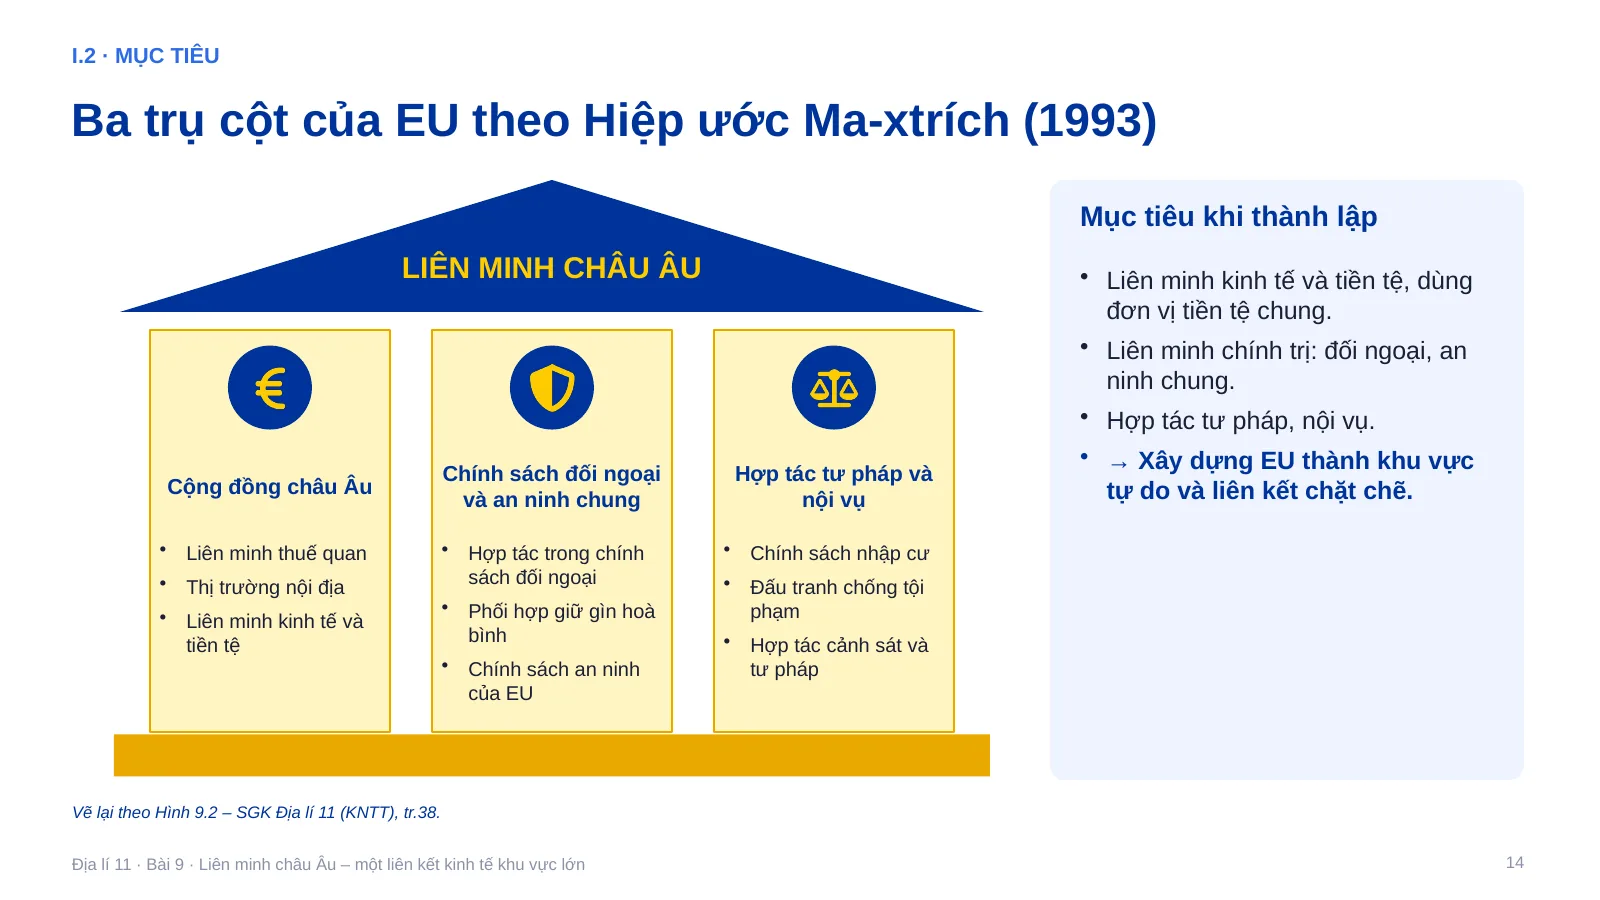 I.2 · MỤC TIÊU
Ba trụ cột của EU theo Hiệp ước Ma-xtrích (1993)
LIÊN MINH CHÂU ÂU
Cộng đồng châu Âu
• Liên minh thuế quan
• Thị trường nội địa
• Liên minh kinh tế và
tiền tệ
Chính sách đối ngoại
và an ninh chung
• Hợp tác trong chính
sách đối ngoại
• Phối hợp giữ gìn hoà
bình
• Chính sách an ninh
của EU
Hợp tác tư pháp và
nội vụ
• Chính sách nhập cư
• Đấu tranh chống tội
phạm
• Hợp tác cảnh sát và
tư pháp
Mục tiêu khi thành lập
• Liên minh kinh tế và tiền tệ, dùng
đơn vị tiền tệ chung.
• Liên minh chính trị: đối ngoại, an
ninh chung.
• Hợp tác tư pháp, nội vụ.
• → Xây dựng EU thành khu vực
tự do và liên kết chặt chẽ.
Vẽ lại theo Hình 9.2 – SGK Địa lí 11 (KNTT), tr.38.
Địa lí 11 · Bài 9 · Liên minh châu Âu – một liên kết kinh tế khu vực lớn
14